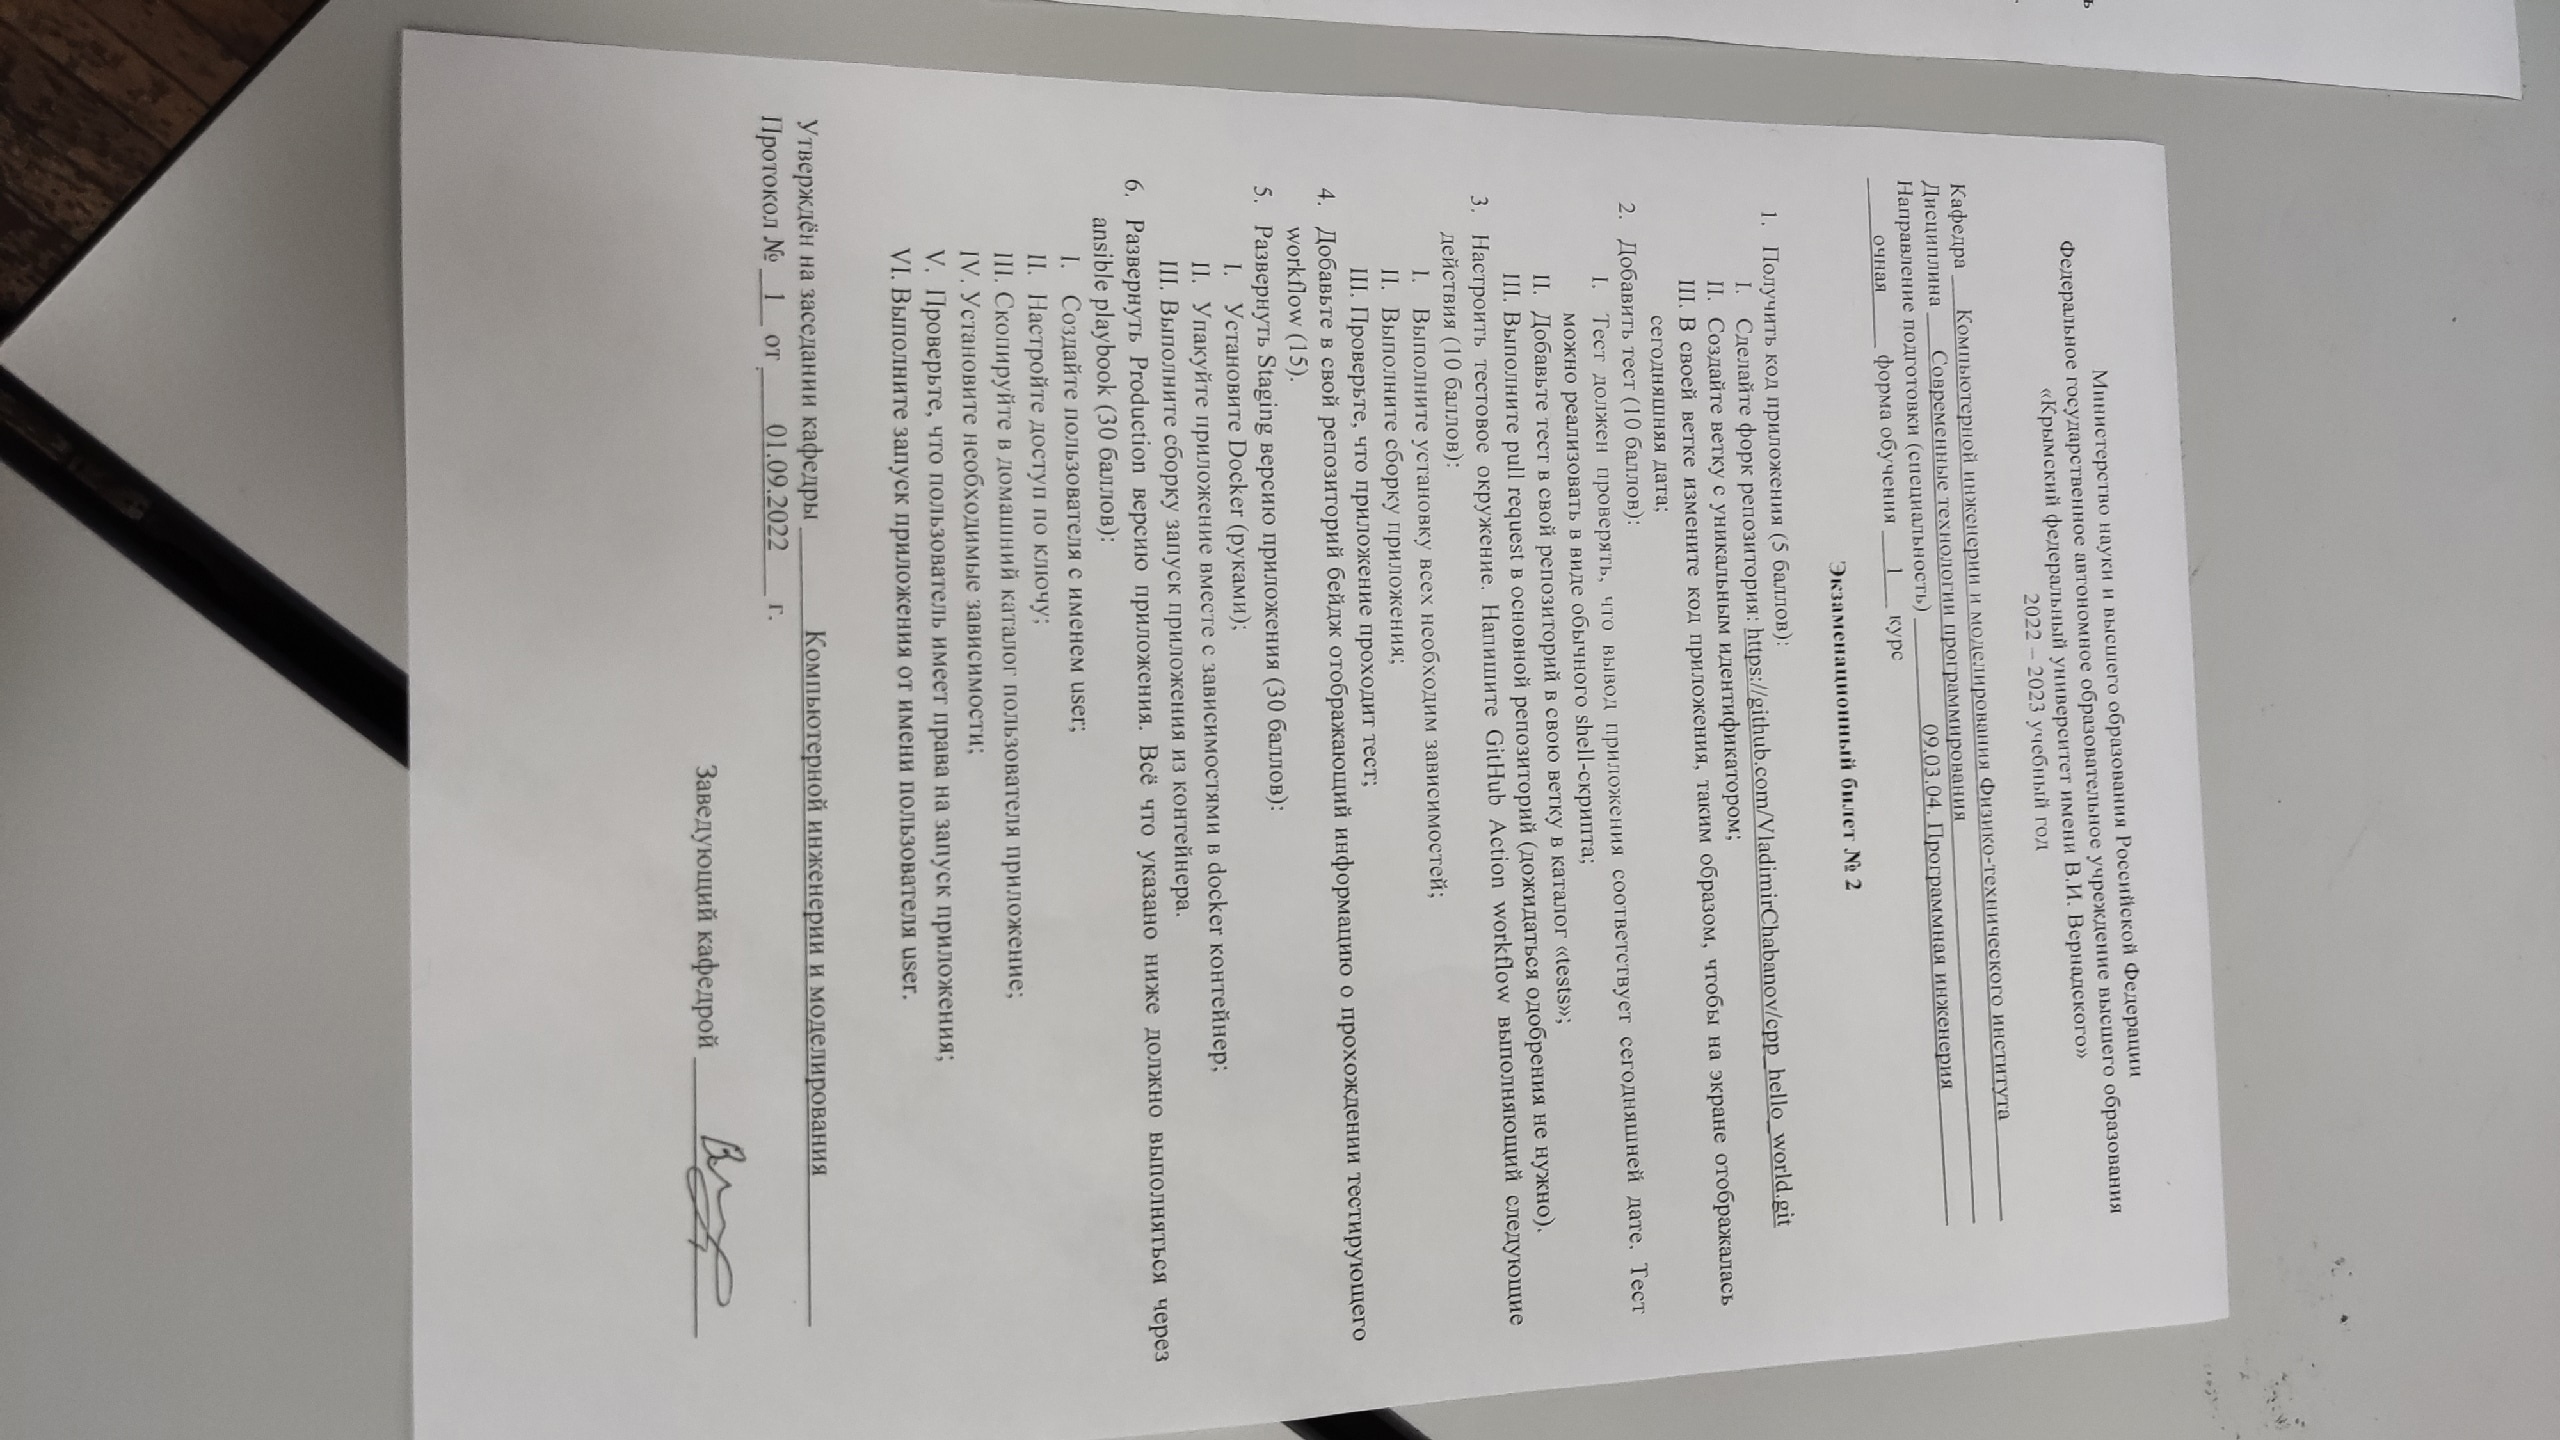 Министерство науки и высшего образования Российской Федерации
Федеральное государственное автономное образовательное учреждение высшего образования
«Крымский федеральный университет имени В.И. Вернадского»
2022 – 2023 учебный год
Кафедра Компьютерной инженерии и моделирования Физико-технического института
Дисциплина Современные технологии программирования
Направление подготовки (специальность) 09.03.04. Программная инженерия
очная форма обучения 1 курс
Экзаменационный билет № 2
1. Получить код приложения (5 баллов):
I. Сделайте форк репозитория: https://github.com/VladimirChabanov/cpp_hello_world.git
II. Создайте ветку с уникальным идентификатором;
III. В своей ветке измените код приложения, таким образом, чтобы на экране отображалась
сегодняшняя дата;
2. Добавить тест (10 баллов):
I. Тест должен проверять, что вывод приложения соответствует сегодняшней дате. Тест
можно реализовать в виде обычного shell-скрипта;
II. Добавьте тест в свой репозиторий в свою ветку в каталог «tests»;
III. Выполните pull request в основной репозиторий (дожидаться одобрения не нужно).
3. Настроить тестовое окружение. Напишите GitHub Action workflow выполняющий следующие
действия (10 баллов):
I. Выполните установку всех необходим зависимостей;
II. Выполните сборку приложения;
III. Проверьте, что приложение проходит тест;
4. Добавьте в свой репозиторий бейдж отображающий информацию о прохождении тестирующего
workflow (15).
5. Развернуть Staging версию приложения (30 баллов):
I. Установите Docker (руками);
II. Упакуйте приложение вместе с зависимостями в docker контейнер;
III. Выполните сборку запуск приложения из контейнера.
6. Развернуть Production версию приложения. Всё что указано ниже должно выполняться через
ansible playbook (30 баллов):
I. Создайте пользователя с именем user;
II. Настройте доступ по ключу;
III. Скопируйте в домашний каталог пользователя приложение;
IV. Установите необходимые зависимости;
V. Проверьте, что пользователь имеет права на запуск приложения;
VI. Выполните запуск приложения от имени пользователя user.
Утверждён на заседании кафедры Компьютерной инженерии и моделирования
Протокол № 1 от 01.09.2022 г.
Заведующий кафедрой